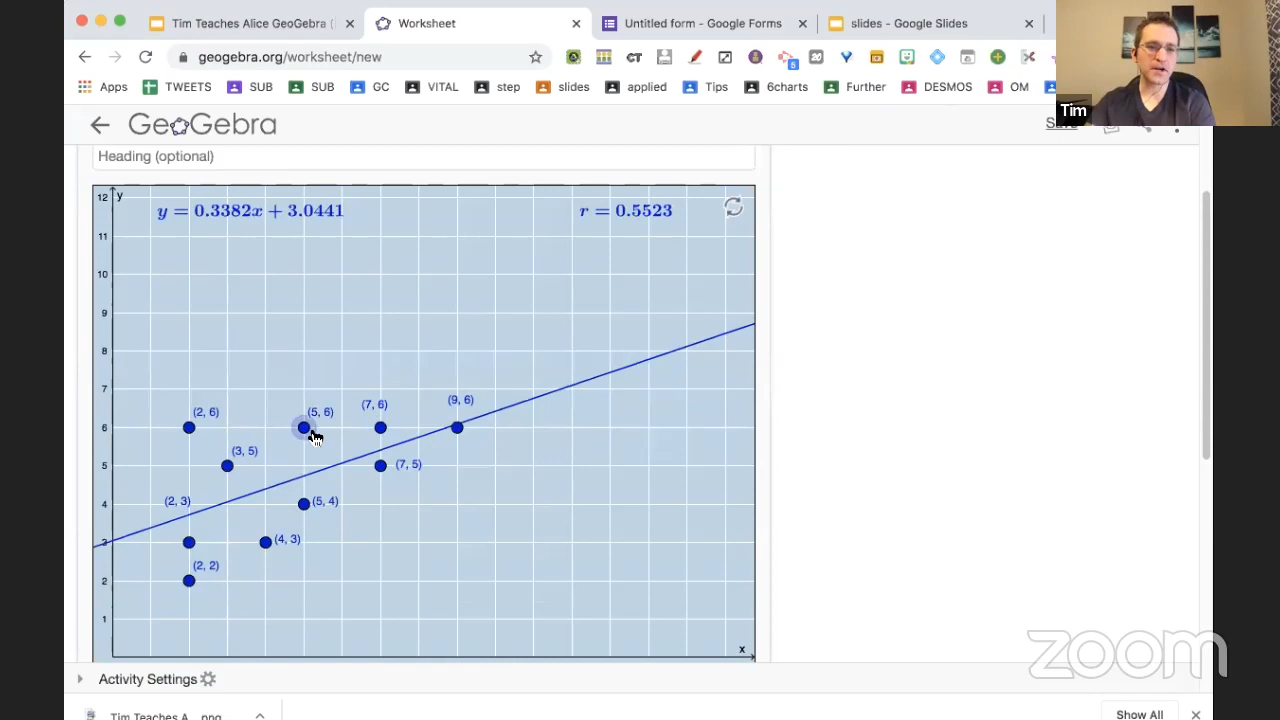 Tim Teaches Alice GeoGebra (
Worksheet
Untitled form - Google Forms
slides - Google Slides
geogebra.org/worksheet/new
Apps
TWEETS
SUB
SUB
GC
VITAL
step
slides
applied
Tips
6charts
Further
DESMOS
OM
Tim
GeoGebra
Save
Heading (optional)
y = 0.3382x + 3.0441
r = 0.5523
y
12
11
10
9
8
7
6
5
4
3
2
1
(2, 6)
(5, 6)
(7, 6)
(9, 6)
(3, 5)
(7, 5)
(2, 3)
(5, 4)
(4, 3)
(2, 2)
x
zoom
Activity Settings
Tim Teaches A....png
Show All